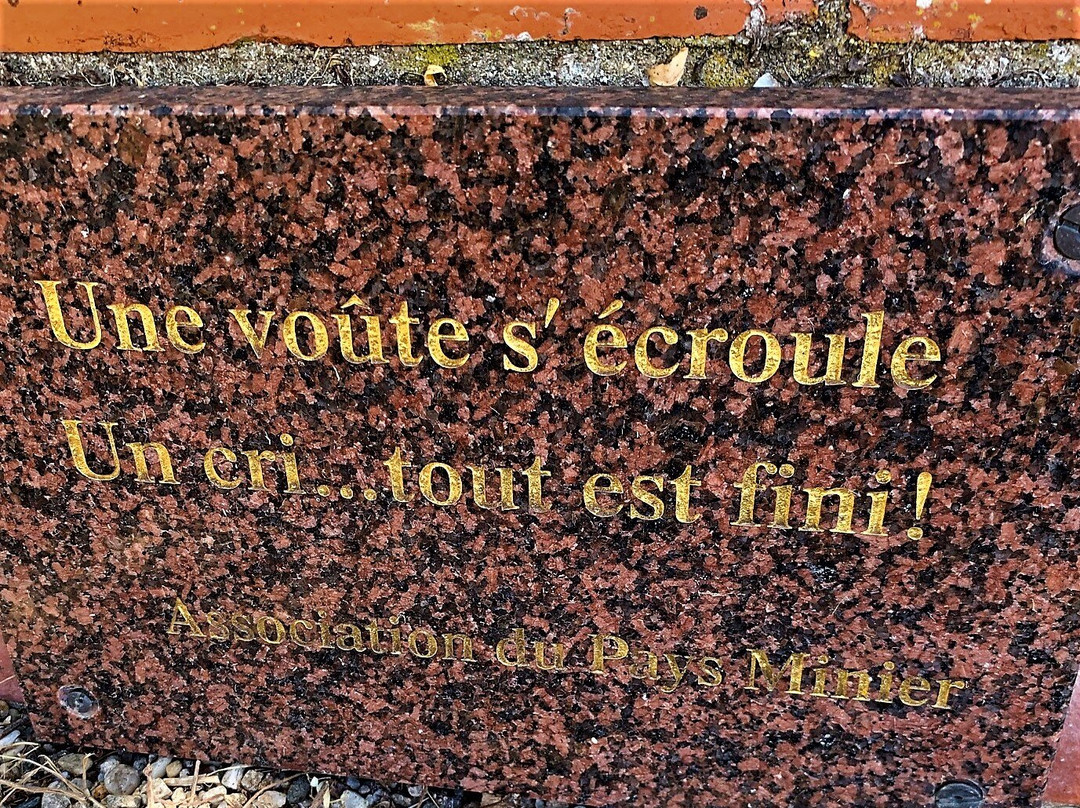 Une voûte s' écroule
Un cri...tout est fini!
Association du Pays Minier